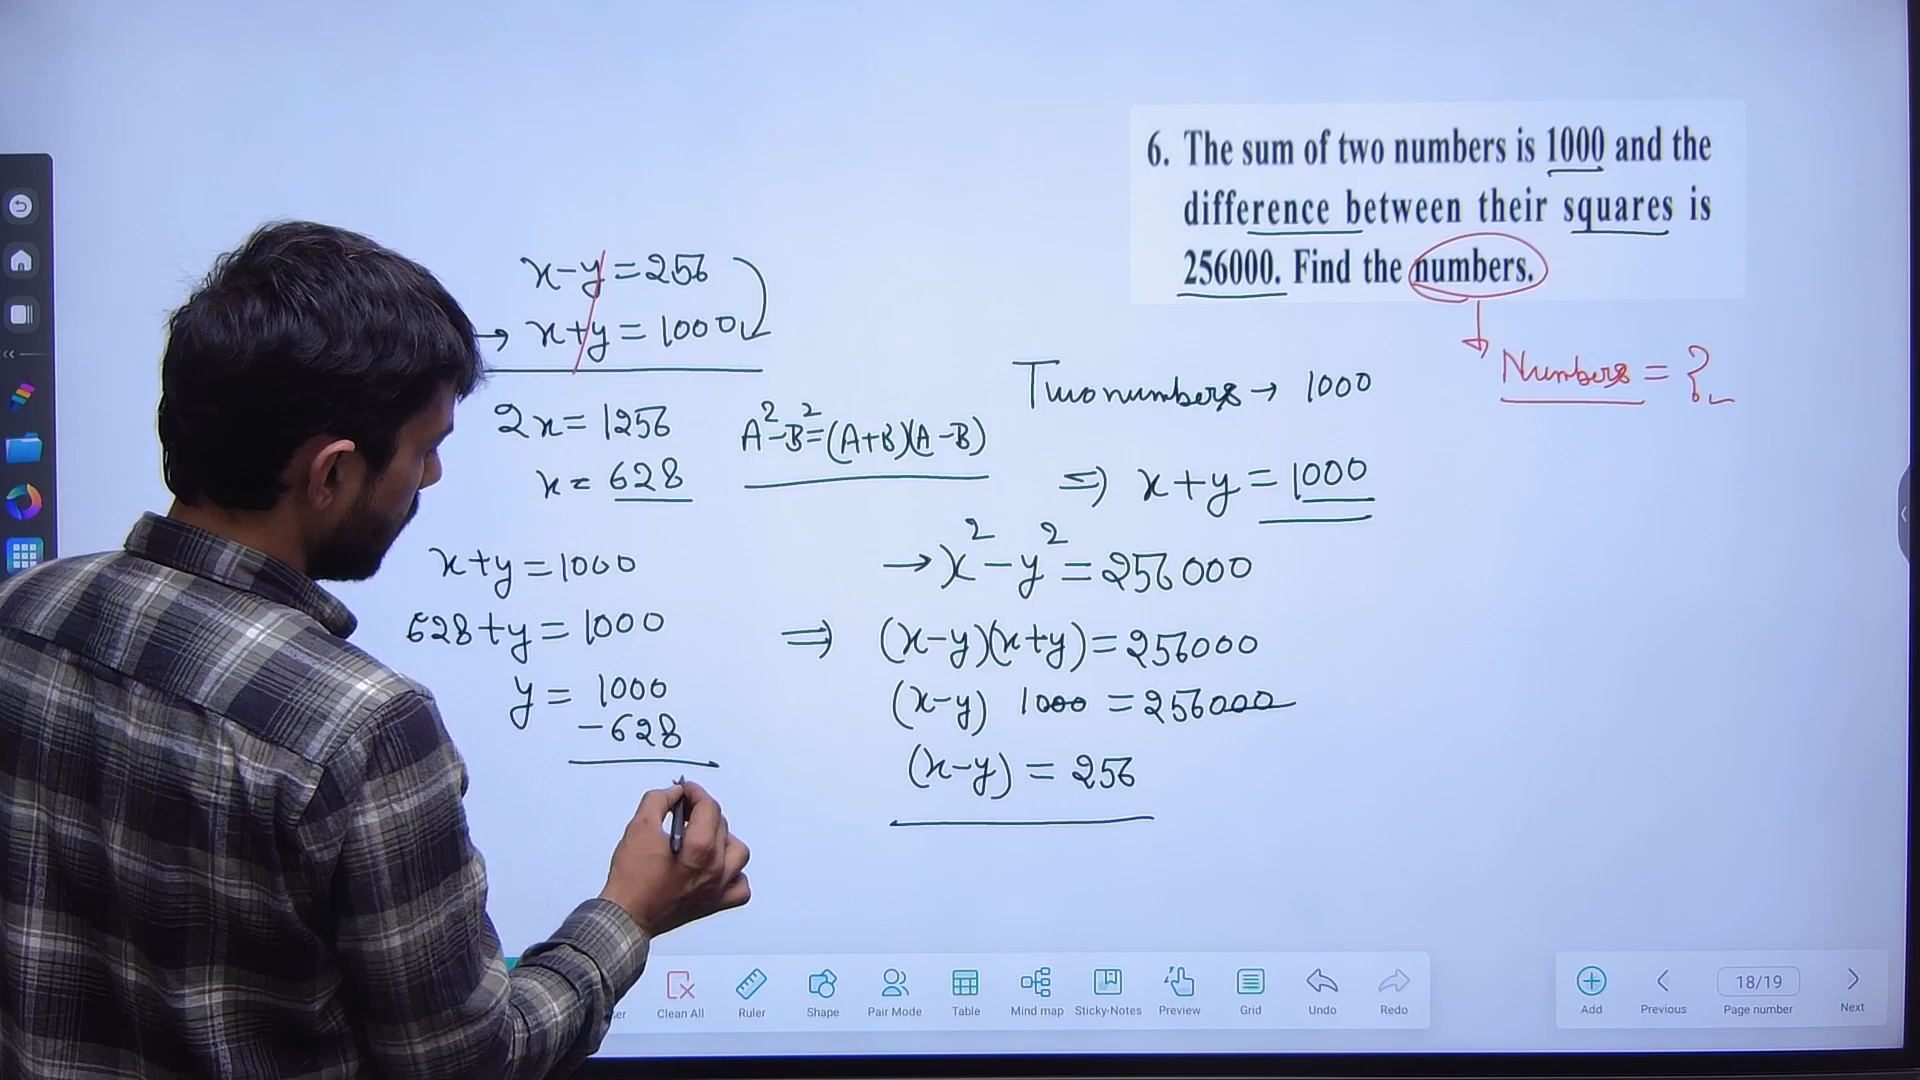 6. The sum of two numbers is 1000 and the
difference between their squares is
256000. Find the numbers.
Numbers = ?
Two numbers → 1000
⇒ x+y = 1000
→ x² - y² = 256000
⇒ (x-y)(x+y) = 256000
(x-y) 1000 = 256000
(x-y) = 256
A²-B²=(A+B)(A-B)
x-y = 256
→ x+y = 1000
2x = 1256
x = 628
x+y = 1000
628+y = 1000
y = 1000
-628
Clean All
Ruler
Shape
Pair Mode
Table
Mind map
Sticky-Notes
Preview
Grid
Undo
Redo
Add
Previous
18/19
Page number
Next